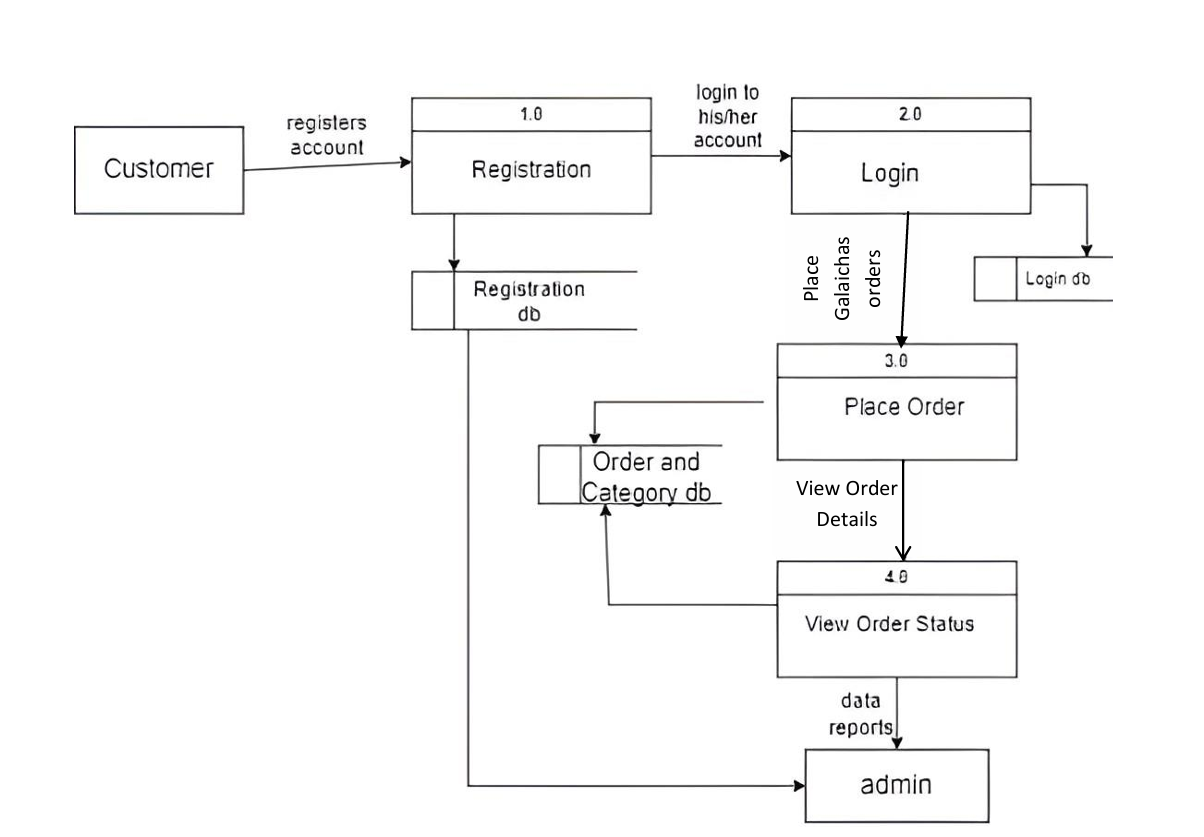 Customer
registers
account
1.0
Registration
login to
his/her
account
2.0
Login
Registration
db
Login db
Place
Galaichas
orders
3.0
Place Order
Order and
Category db
View Order
Details
4.0
View Order Status
data
reports
admin